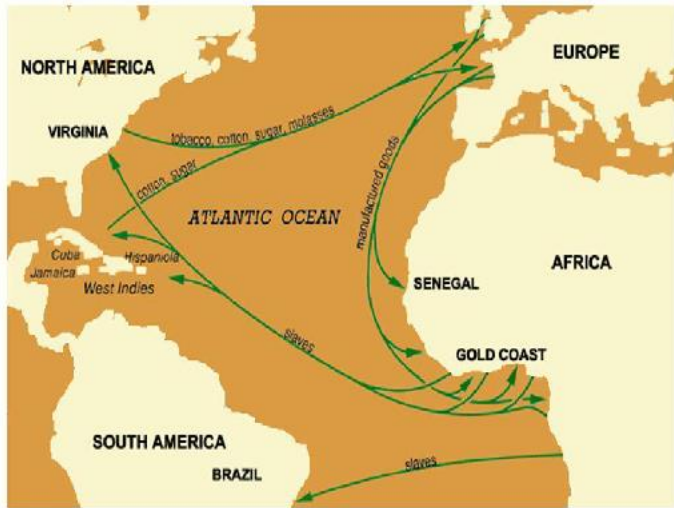 NORTH AMERICA
EUROPE
VIRGINIA
tobacco, cotton, sugar, molasses
cotton, sugar
manufactured goods
ATLANTIC OCEAN
Cuba
Hispaniola
Jamaica
West Indies
AFRICA
SENEGAL
slaves
GOLD COAST
SOUTH AMERICA
BRAZIL
slaves